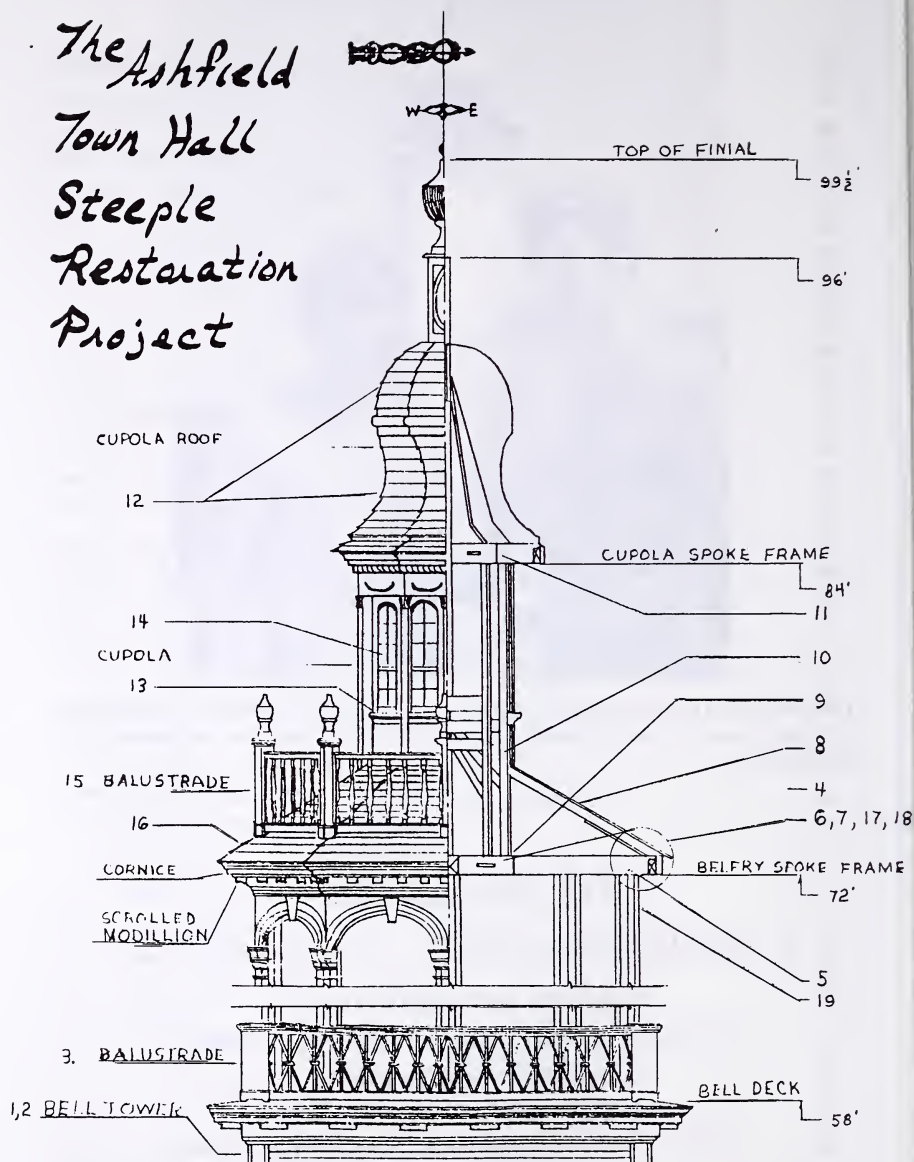 The Ashfield
Town Hall
Steeple
Restoration
Project
W E
TOP OF FINIAL
99½'
96'
CUPOLA ROOF
12
CUPOLA SPOKE FRAME
84'
11
14
CUPOLA
10
13
9
8
15 BALUSTRADE
4
16
6,7,17,18
CORNICE
BELFRY SPOKE FRAME
72'
SCROLLED
MODILLION
5
19
3. BALUSTRADE
BELL DECK
1,2 BELL TOWER
58'